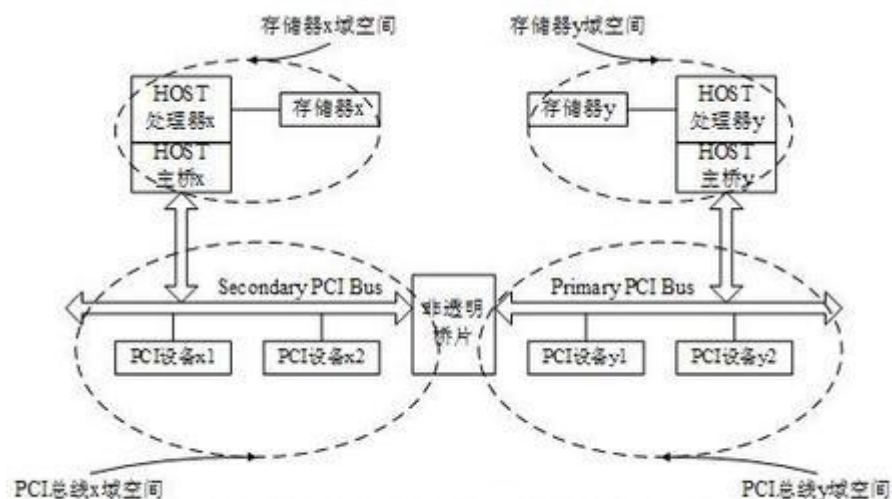 存储器x域空间
存储器y域空间
HOST
处理器x
存储器x
HOST
主桥x
存储器y
HOST
处理器y
HOST
主桥y
Secondary PCI Bus
非透明
桥片
Primary PCI Bus
PCI设备x1
PCI设备x2
PCI设备y1
PCI设备y2
PCI总线x域空间
PCI总线y域空间